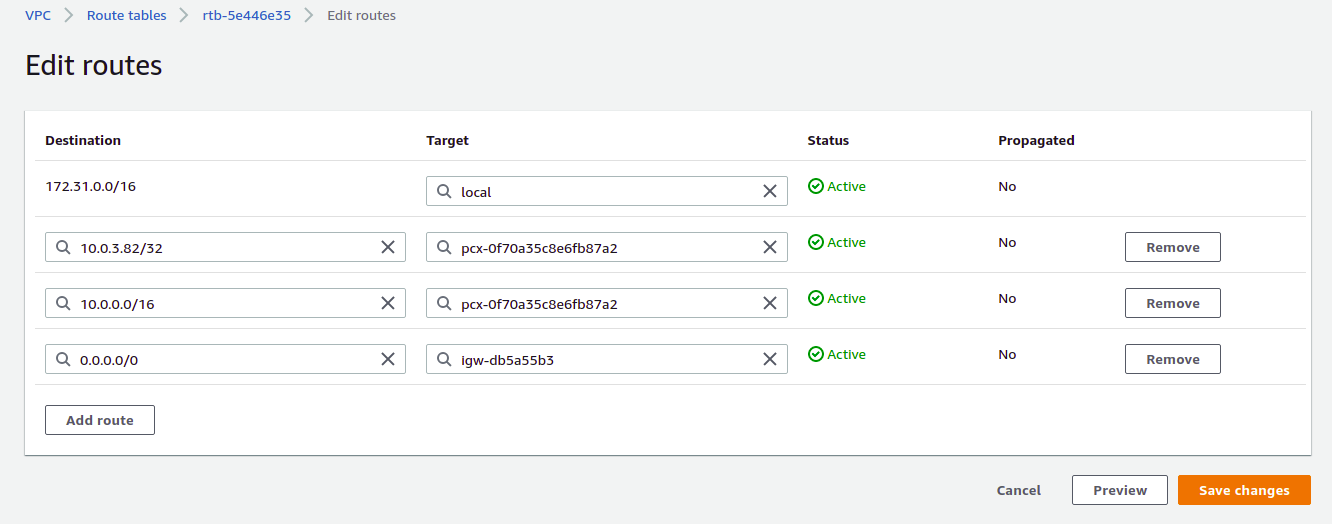 VPC Route tables rtb-5e446e35 Edit routes
Edit routes
Destination Target Status Propagated
172.31.0.0/16 local Active No
10.0.3.82/32 pcx-0f70a35c8e6fb87a2 Active No Remove
10.0.0.0/16 pcx-0f70a35c8e6fb87a2 Active No Remove
0.0.0.0/0 igw-db5a55b3 Active No Remove
Add route
Cancel Preview Save changes